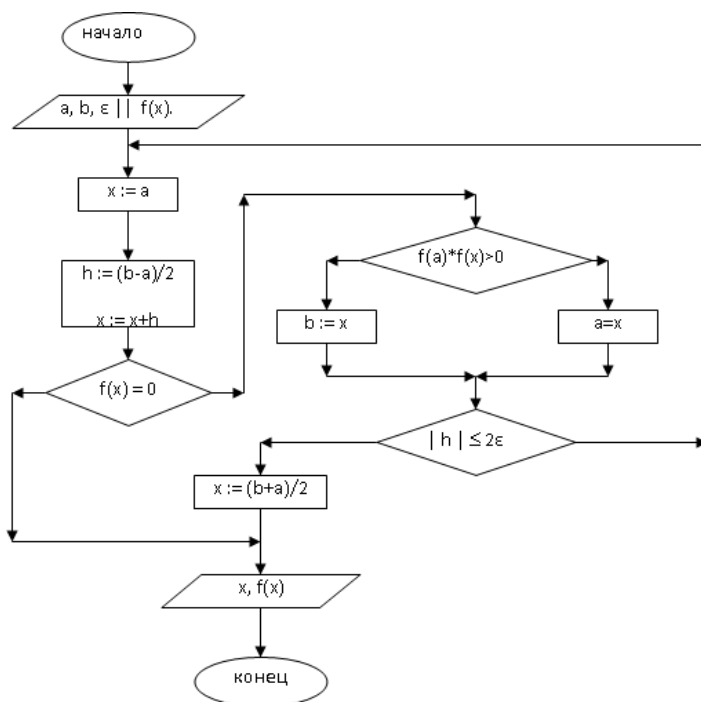 начало
a, b, ε || f(x).
x := a
h := (b-a)/2
x := x+h
f(x) = 0
f(a)*f(x)>0
b := x
a=x
| h | ≤ 2ε
x := (b+a)/2
x, f(x)
конец